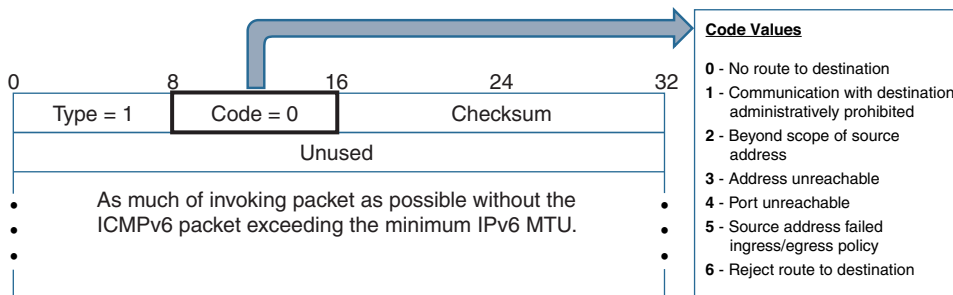 0 8 16 24 32
Type = 1 Code = 0 Checksum
Unused
As much of invoking packet as possible without the
ICMPv6 packet exceeding the minimum IPv6 MTU.
Code Values
0 - No route to destination
1 - Communication with destination
administratively prohibited
2 - Beyond scope of source
address
3 - Address unreachable
4 - Port unreachable
5 - Source address failed
ingress/egress policy
6 - Reject route to destination